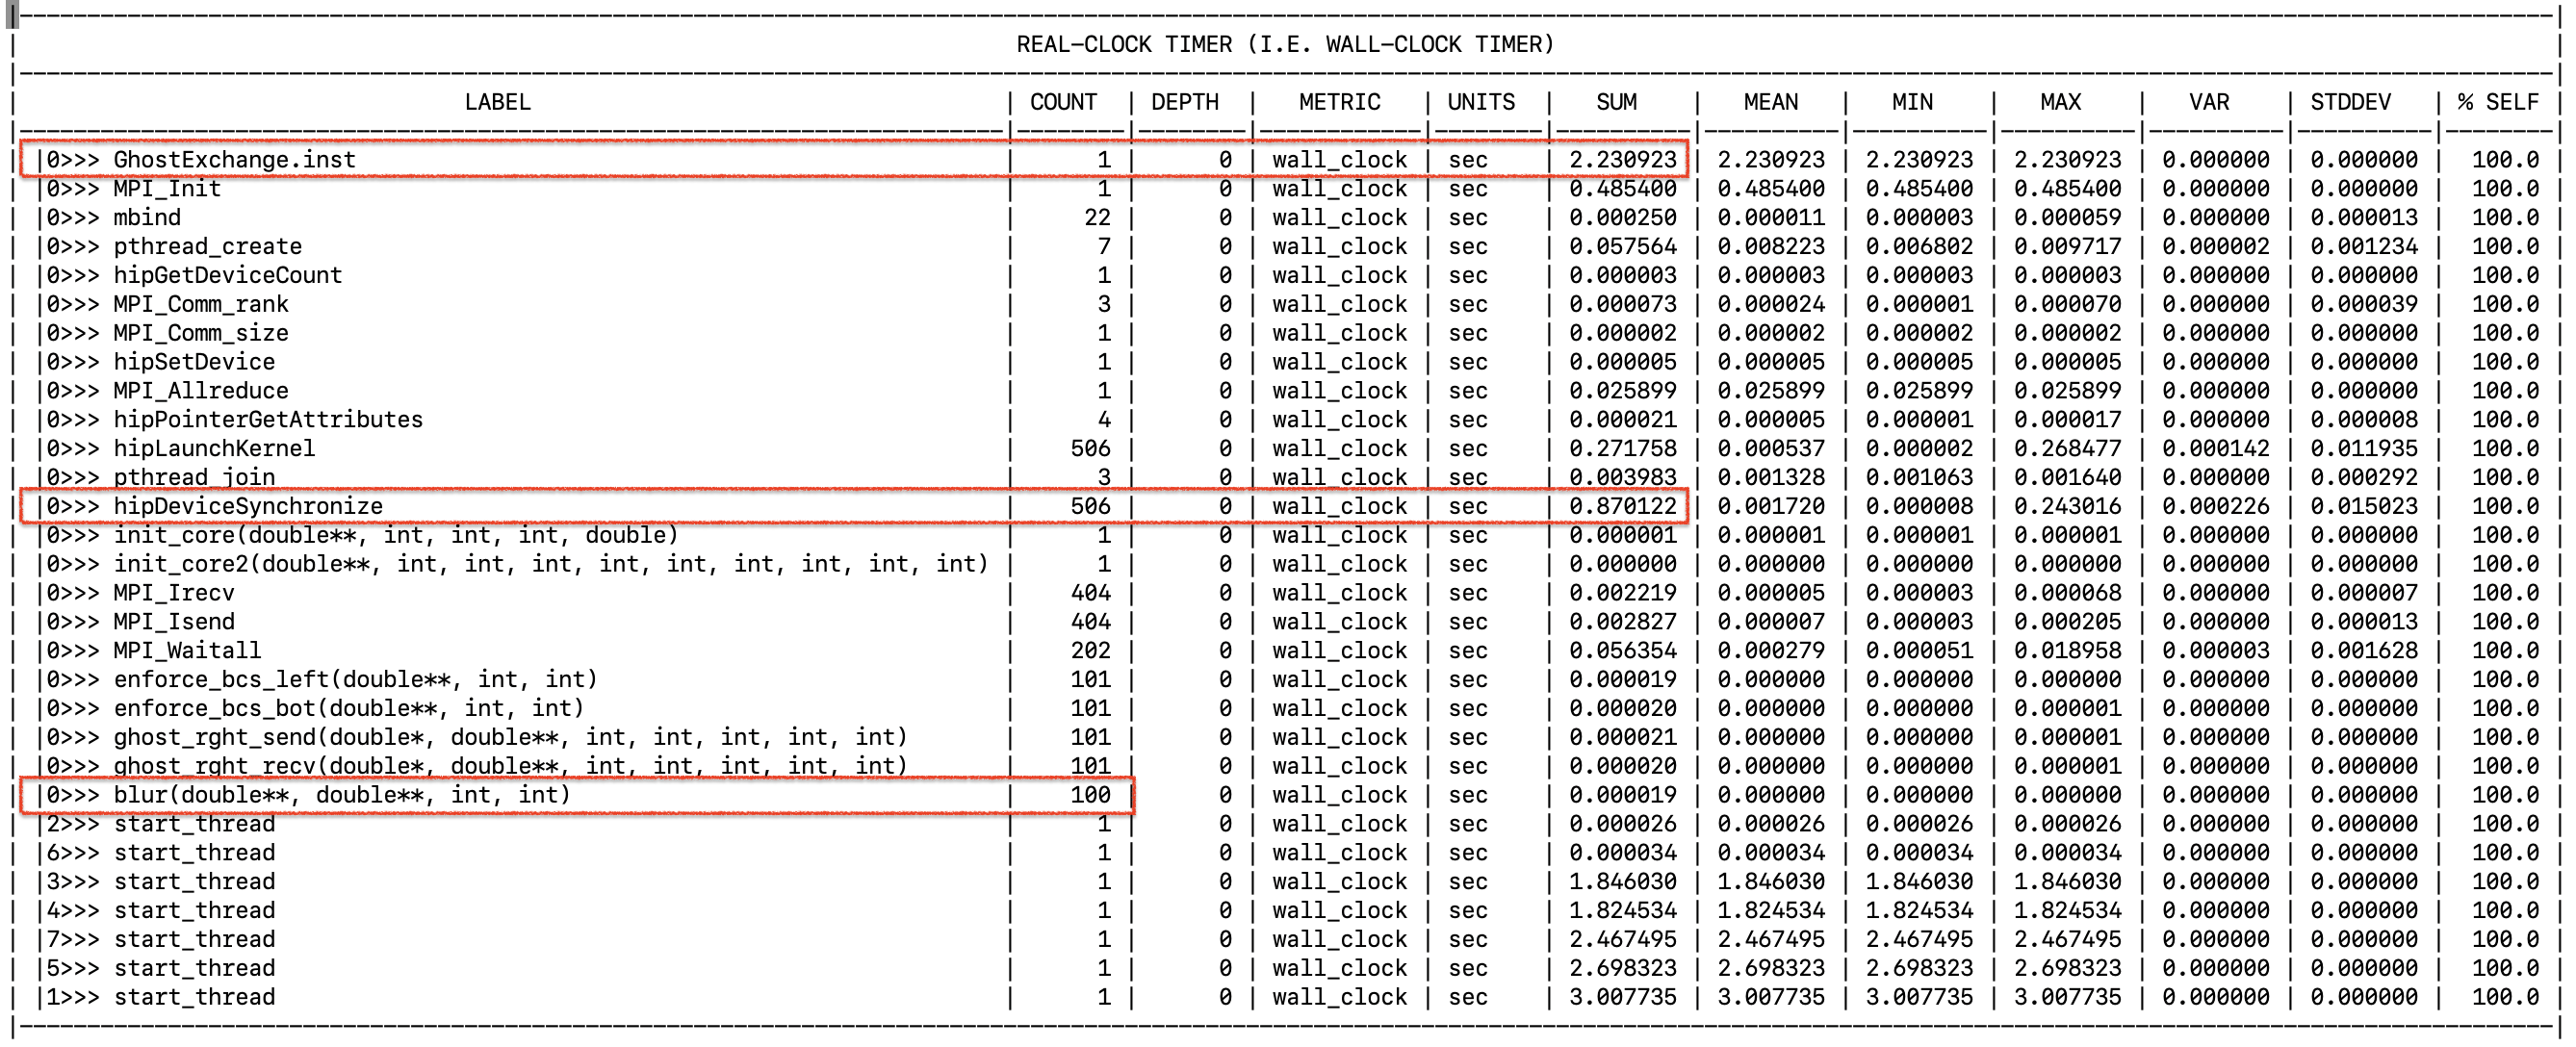 REAL-CLOCK TIMER (I.E. WALL-CLOCK TIMER)
| LABEL | COUNT | DEPTH | METRIC | UNITS | SUM | MEAN | MIN | MAX | VAR | STDDEV | % SELF |
| |0>>> GhostExchange.inst | 1 | 0 | wall_clock | sec | 2.230923 | 2.230923 | 2.230923 | 2.230923 | 0.000000 | 0.000000 | 100.0 |
| |0>>> MPI_Init | 1 | 0 | wall_clock | sec | 0.485400 | 0.485400 | 0.485400 | 0.485400 | 0.000000 | 0.000000 | 100.0 |
| |0>>> mbind | 22 | 0 | wall_clock | sec | 0.000250 | 0.000011 | 0.000003 | 0.000059 | 0.000000 | 0.000013 | 100.0 |
| |0>>> pthread_create | 7 | 0 | wall_clock | sec | 0.057564 | 0.008223 | 0.006802 | 0.009717 | 0.000002 | 0.001234 | 100.0 |
| |0>>> hipGetDeviceCount | 1 | 0 | wall_clock | sec | 0.000003 | 0.000003 | 0.000003 | 0.000003 | 0.000000 | 0.000000 | 100.0 |
| |0>>> MPI_Comm_rank | 3 | 0 | wall_clock | sec | 0.000073 | 0.000024 | 0.000001 | 0.000070 | 0.000000 | 0.000039 | 100.0 |
| |0>>> MPI_Comm_size | 1 | 0 | wall_clock | sec | 0.000002 | 0.000002 | 0.000002 | 0.000002 | 0.000000 | 0.000000 | 100.0 |
| |0>>> hipSetDevice | 1 | 0 | wall_clock | sec | 0.000005 | 0.000005 | 0.000005 | 0.000005 | 0.000000 | 0.000000 | 100.0 |
| |0>>> MPI_Allreduce | 1 | 0 | wall_clock | sec | 0.025899 | 0.025899 | 0.025899 | 0.025899 | 0.000000 | 0.000000 | 100.0 |
| |0>>> hipPointerGetAttributes | 4 | 0 | wall_clock | sec | 0.000021 | 0.000005 | 0.000001 | 0.000017 | 0.000000 | 0.000008 | 100.0 |
| |0>>> hipLaunchKernel | 506 | 0 | wall_clock | sec | 0.271758 | 0.000537 | 0.000002 | 0.268477 | 0.000142 | 0.011935 | 100.0 |
| |0>>> pthread_join | 3 | 0 | wall_clock | sec | 0.003983 | 0.001328 | 0.001063 | 0.001640 | 0.000000 | 0.000292 | 100.0 |
| |0>>> hipDeviceSynchronize | 506 | 0 | wall_clock | sec | 0.870122 | 0.001720 | 0.000008 | 0.243016 | 0.000226 | 0.015023 | 100.0 |
| |0>>> init_core(double**, int, int, int, double) | 1 | 0 | wall_clock | sec | 0.000001 | 0.000001 | 0.000001 | 0.000001 | 0.000000 | 0.000000 | 100.0 |
| |0>>> init_core2(double**, int, int, int, int, int, int, int, int, int) | 1 | 0 | wall_clock | sec | 0.000000 | 0.000000 | 0.000000 | 0.000000 | 0.000000 | 0.000000 | 100.0 |
| |0>>> MPI_Irecv | 404 | 0 | wall_clock | sec | 0.002219 | 0.000005 | 0.000003 | 0.000068 | 0.000000 | 0.000007 | 100.0 |
| |0>>> MPI_Isend | 404 | 0 | wall_clock | sec | 0.002827 | 0.000007 | 0.000003 | 0.000205 | 0.000000 | 0.000013 | 100.0 |
| |0>>> MPI_Waitall | 202 | 0 | wall_clock | sec | 0.056354 | 0.000279 | 0.000051 | 0.018958 | 0.000003 | 0.001628 | 100.0 |
| |0>>> enforce_bcs_left(double**, int, int) | 101 | 0 | wall_clock | sec | 0.000019 | 0.000000 | 0.000000 | 0.000000 | 0.000000 | 0.000000 | 100.0 |
| |0>>> enforce_bcs_bot(double**, int, int) | 101 | 0 | wall_clock | sec | 0.000020 | 0.000000 | 0.000000 | 0.000001 | 0.000000 | 0.000000 | 100.0 |
| |0>>> ghost_rght_send(double*, double**, int, int, int, int, int) | 101 | 0 | wall_clock | sec | 0.000021 | 0.000000 | 0.000000 | 0.000001 | 0.000000 | 0.000000 | 100.0 |
| |0>>> ghost_rght_recv(double*, double**, int, int, int, int, int) | 101 | 0 | wall_clock | sec | 0.000020 | 0.000000 | 0.000000 | 0.000001 | 0.000000 | 0.000000 | 100.0 |
| |0>>> blur(double**, double**, int, int) | 100 | 0 | wall_clock | sec | 0.000019 | 0.000000 | 0.000000 | 0.000000 | 0.000000 | 0.000000 | 100.0 |
| |2>>> start_thread | 1 | 0 | wall_clock | sec | 0.000026 | 0.000026 | 0.000026 | 0.000026 | 0.000000 | 0.000000 | 100.0 |
| |6>>> start_thread | 1 | 0 | wall_clock | sec | 0.000034 | 0.000034 | 0.000034 | 0.000034 | 0.000000 | 0.000000 | 100.0 |
| |3>>> start_thread | 1 | 0 | wall_clock | sec | 1.846030 | 1.846030 | 1.846030 | 1.846030 | 0.000000 | 0.000000 | 100.0 |
| |4>>> start_thread | 1 | 0 | wall_clock | sec | 1.824534 | 1.824534 | 1.824534 | 1.824534 | 0.000000 | 0.000000 | 100.0 |
| |7>>> start_thread | 1 | 0 | wall_clock | sec | 2.467495 | 2.467495 | 2.467495 | 2.467495 | 0.000000 | 0.000000 | 100.0 |
| |5>>> start_thread | 1 | 0 | wall_clock | sec | 2.698323 | 2.698323 | 2.698323 | 2.698323 | 0.000000 | 0.000000 | 100.0 |
| |1>>> start_thread | 1 | 0 | wall_clock | sec | 3.007735 | 3.007735 | 3.007735 | 3.007735 | 0.000000 | 0.000000 | 100.0 |